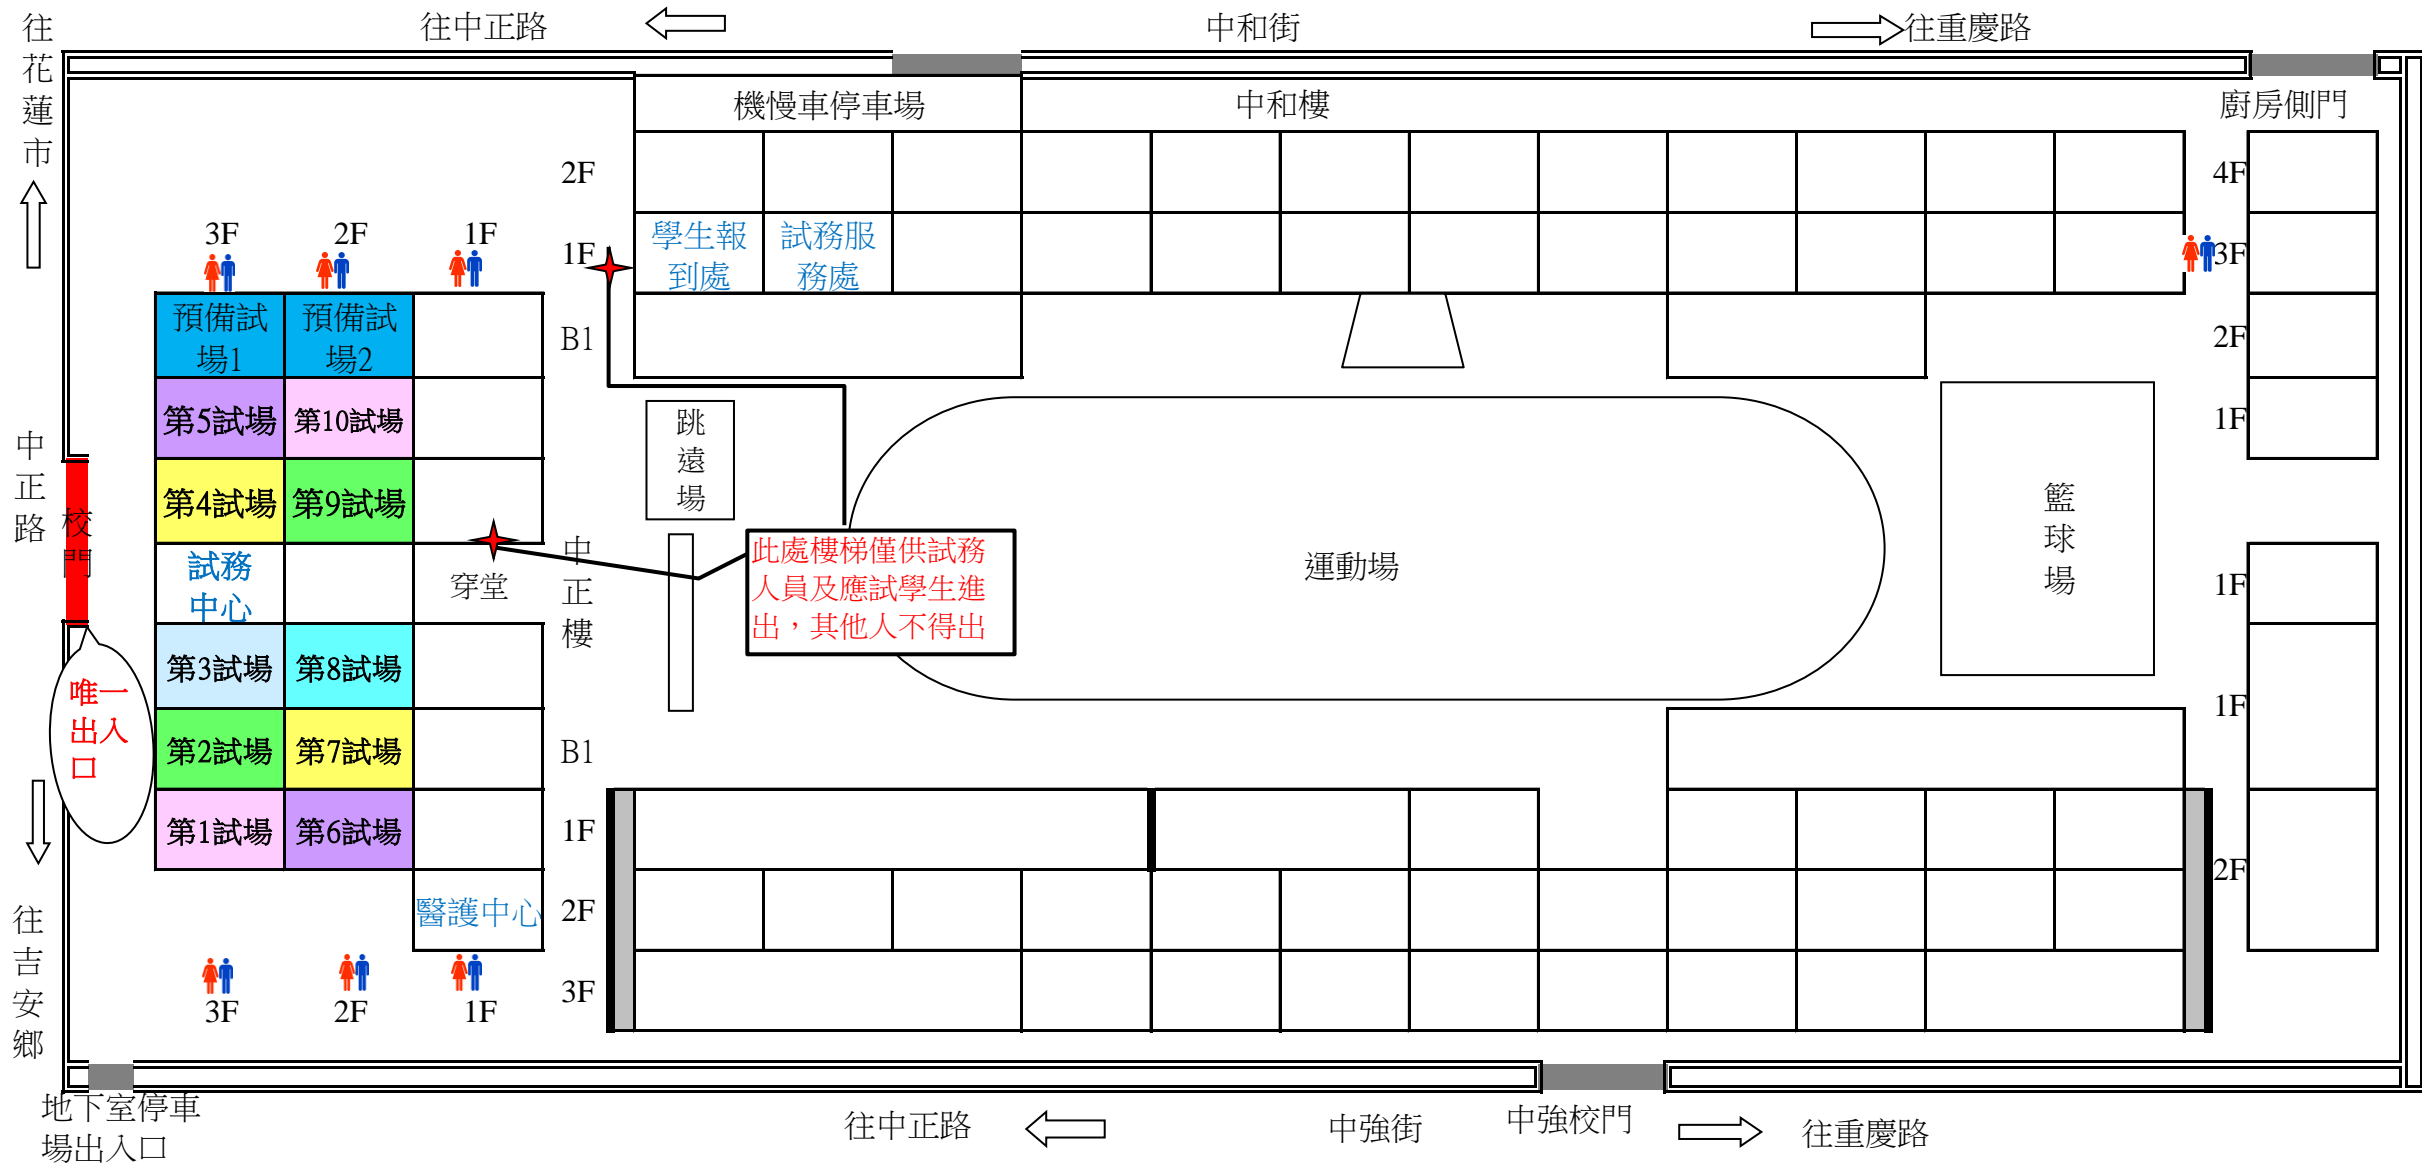 往中正路
中和街
往重慶路
往花蓮市
機慢車停車場
中和樓
廚房側門
2F
4F
3F
2F
1F
1F
學生報
到處
試務服
務處
3F
預備試
場1
預備試
場2
B1
2F
第5試場
第10試場
跳遠場
1F
中正路
校門
第4試場
第9試場
籃球場
試務
中心
穿堂
中正樓
此處樓梯僅供試務
人員及應試學生進
出，其他人不得出
運動場
1F
唯一
出入
口
第3試場
第8試場
1F
第2試場
第7試場
B1
第1試場
第6試場
1F
2F
往吉安鄉
醫護中心
2F
3F
2F
1F
3F
地下室停車
場出入口
往中正路
中強街
中強校門
往重慶路